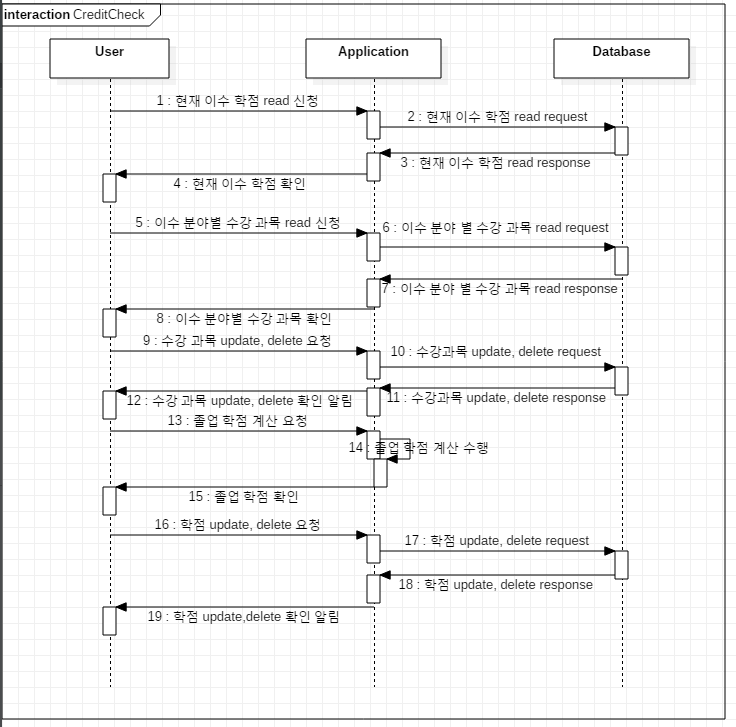 interaction CreditCheck
User
Application
Database
1 : 현재 이수 학점 read 신청
2 : 현재 이수 학점 read request
3 : 현재 이수 학점 read response
4 : 현재 이수 학점 확인
5 : 이수 분야별 수강 과목 read 신청
6 : 이수 분야 별 수강 과목 read request
7 : 이수 분야 별 수강 과목 read response
8 : 이수 분야별 수강 과목 확인
9 : 수강 과목 update, delete 요청
10 : 수강과목 update, delete request
11 : 수강과목 update, delete response
12 : 수강 과목 update, delete 확인 알림
13 : 졸업 학점 계산 요청
14 : 졸업 학점 계산 수행
15 : 졸업 학점 확인
16 : 학점 update, delete 요청
17 : 학점 update, delete request
18 : 학점 update, delete response
19 : 학점 update,delete 확인 알림